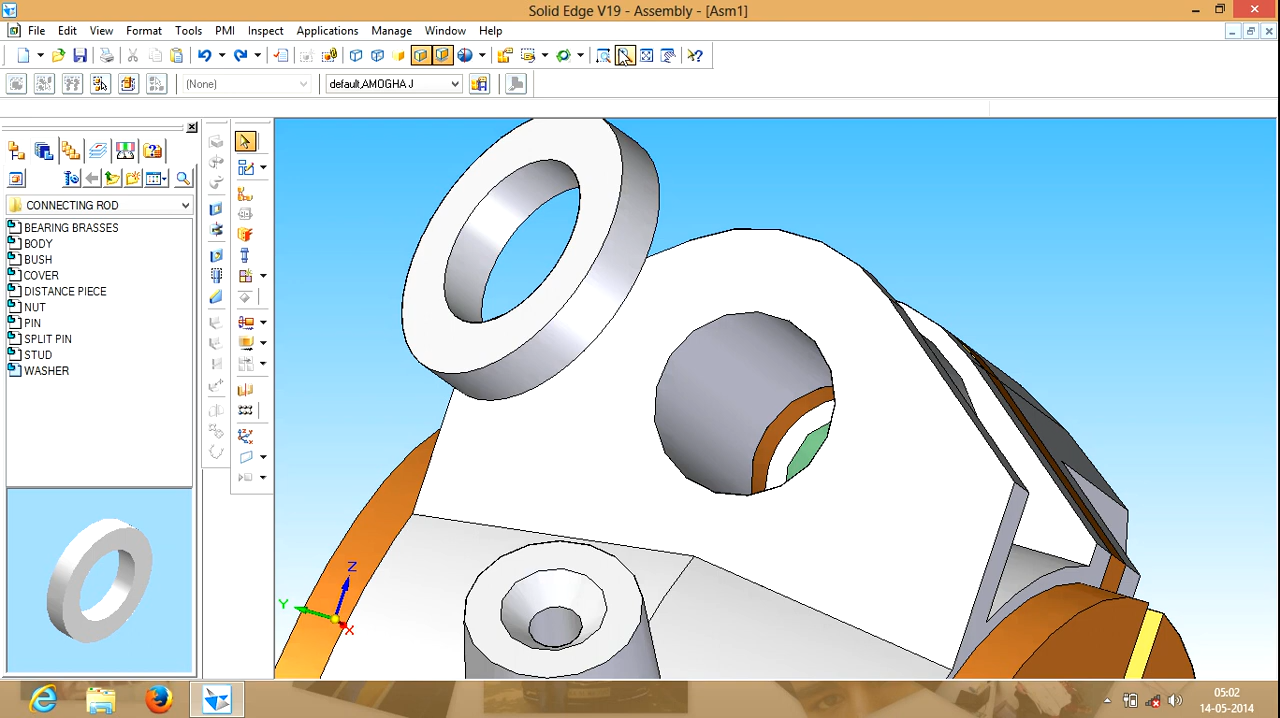 Solid Edge V19 - Assembly - [Asm1]
File Edit View Format Tools PMI Inspect Applications Manage Window Help
(None) default,AMOGHA J
CONNECTING ROD
BEARING BRASSES
BODY
BUSH
COVER
DISTANCE PIECE
NUT
PIN
SPLIT PIN
STUD
WASHER
Z
Y
X
05:02
14-05-2014